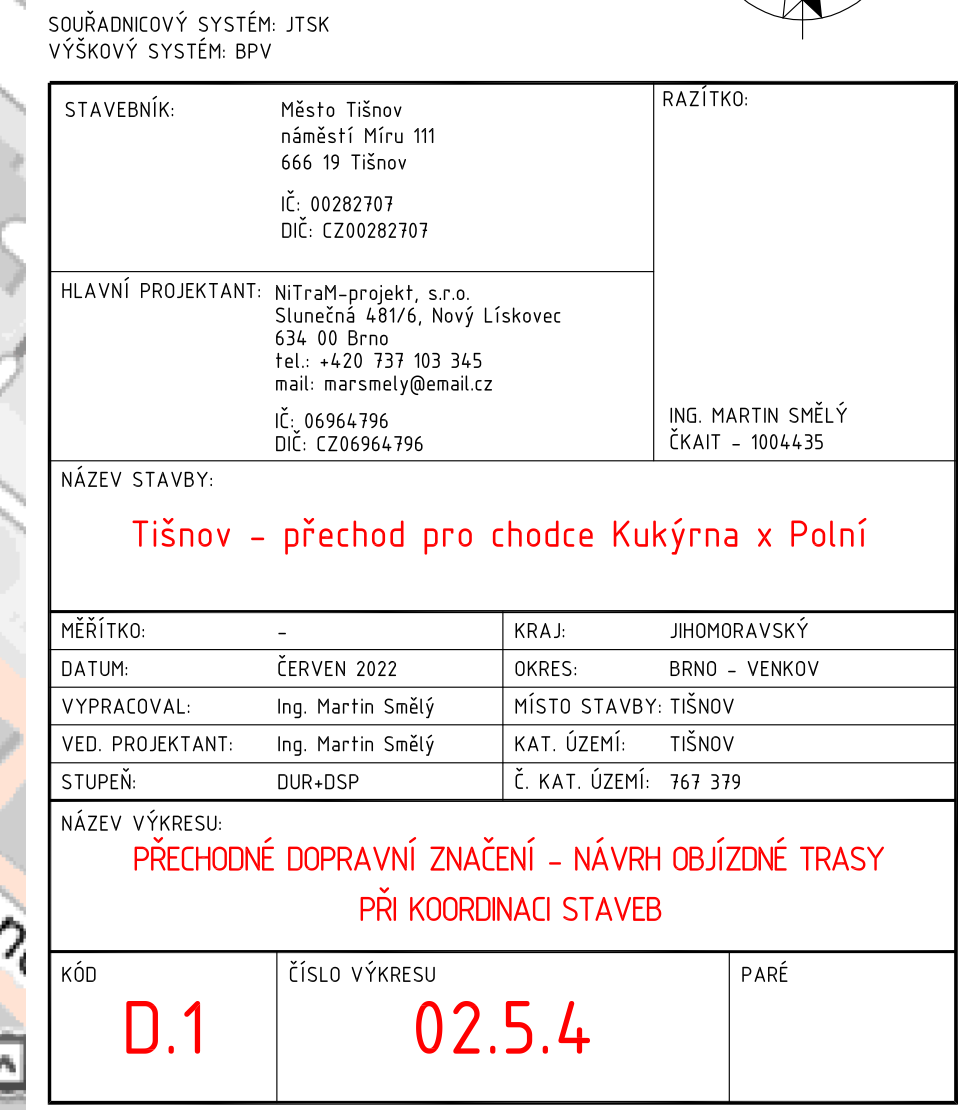 SOUŘADNICOVÝ SYSTÉM: JTSK
VÝŠKOVÝ SYSTÉM: BPV
STAVEBNÍK:
Město Tišnov
náměstí Míru 111
666 19 Tišnov
IČ: 00282707
DIČ: CZ00282707
RAZÍTKO:
HLAVNÍ PROJEKTANT:
NiTraM-projekt, s.r.o.
Slunečná 481/6, Nový Lískovec
634 00 Brno
tel.: +420 737 103 345
mail: marsmely@email.cz
IČ: 06964796
DIČ: CZ06964796
ING. MARTIN SMĚLÝ
ČKAIT - 1004435
NÁZEV STAVBY:
Tišnov - přechod pro chodce Kukýrna x Polní
MĚŘÍTKO: - KRAJ: JIHOMORAVSKÝ
DATUM: ČERVEN 2022 OKRES: BRNO - VENKOV
VYPRACOVAL: Ing. Martin Smělý MÍSTO STAVBY: TIŠNOV
VED. PROJEKTANT: Ing. Martin Smělý KAT. ÚZEMÍ: TIŠNOV
STUPEŇ: DUR+DSP Č. KAT. ÚZEMÍ: 767 379
NÁZEV VÝKRESU:
PŘECHODNÉ DOPRAVNÍ ZNAČENÍ - NÁVRH OBJÍZDNÉ TRASY
PŘI KOORDINACI STAVEB
KÓD ČÍSLO VÝKRESU PARÉ
D.1 02.5.4